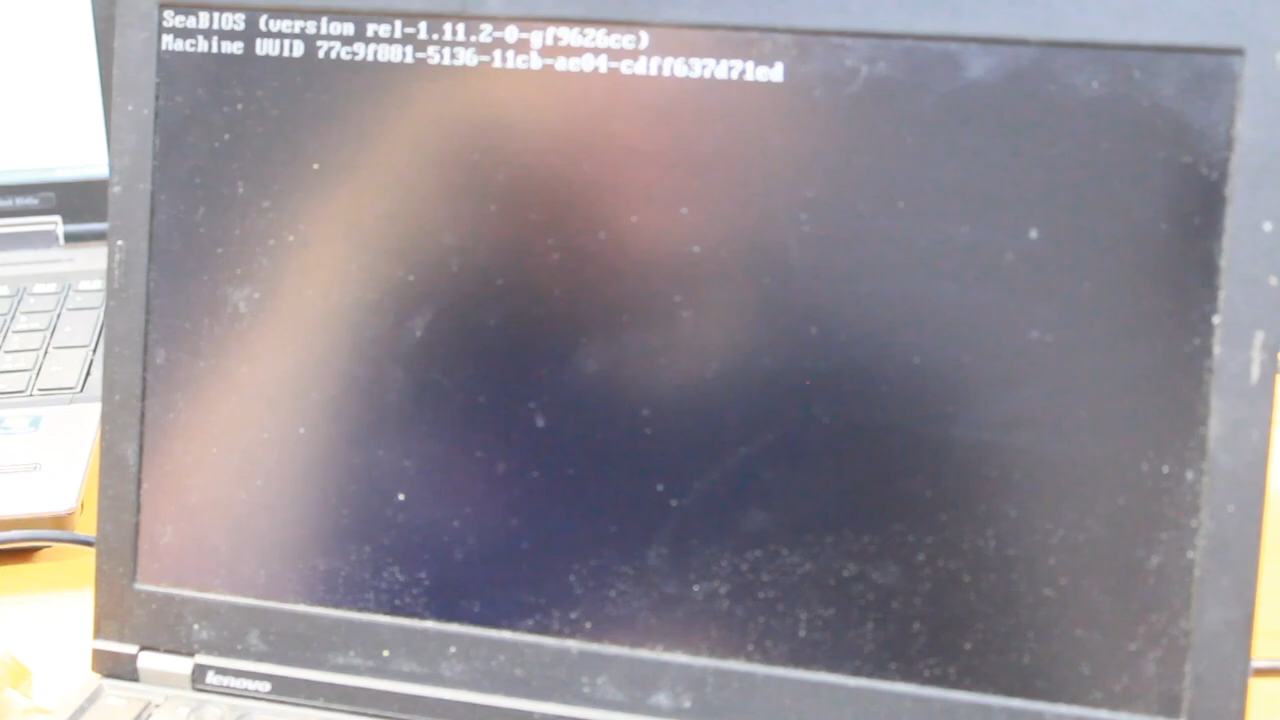 SeaBIOS (version rel-1.11.2-0-gf9626cc)
Machine UUID 77c9f881-5136-11cb-ae04-cdff637d71ed
lenovo